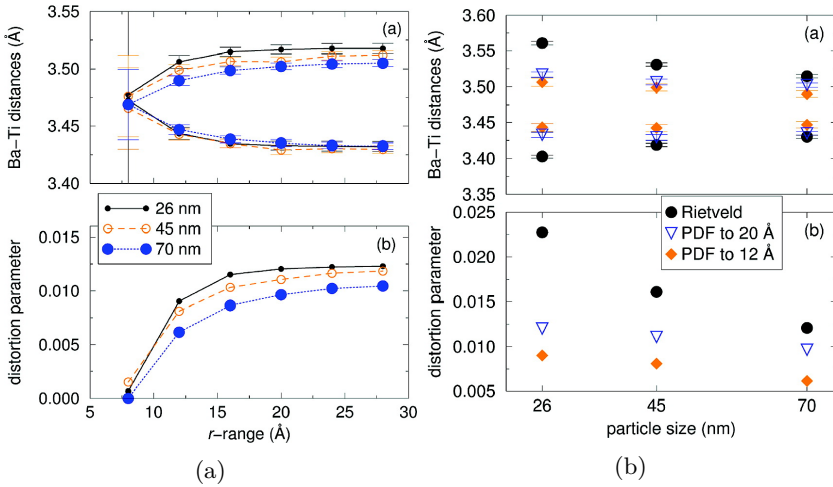 3.55
(a)
3.50
3.45
3.40
Ba–Ti distances (Å)
26 nm
45 nm
70 nm
0.015
(b)
0.010
0.005
0.000
distortion parameter
5 10 15 20 25 30
r–range (Å)
(a)
3.60
(a)
3.55
3.50
3.45
3.40
3.35
Ba–Ti distances (Å)
Rietveld
PDF to 20 Å
PDF to 12 Å
0.025
(b)
0.020
0.015
0.010
0.005
distortion parameter
26 45 70
particle size (nm)
(b)